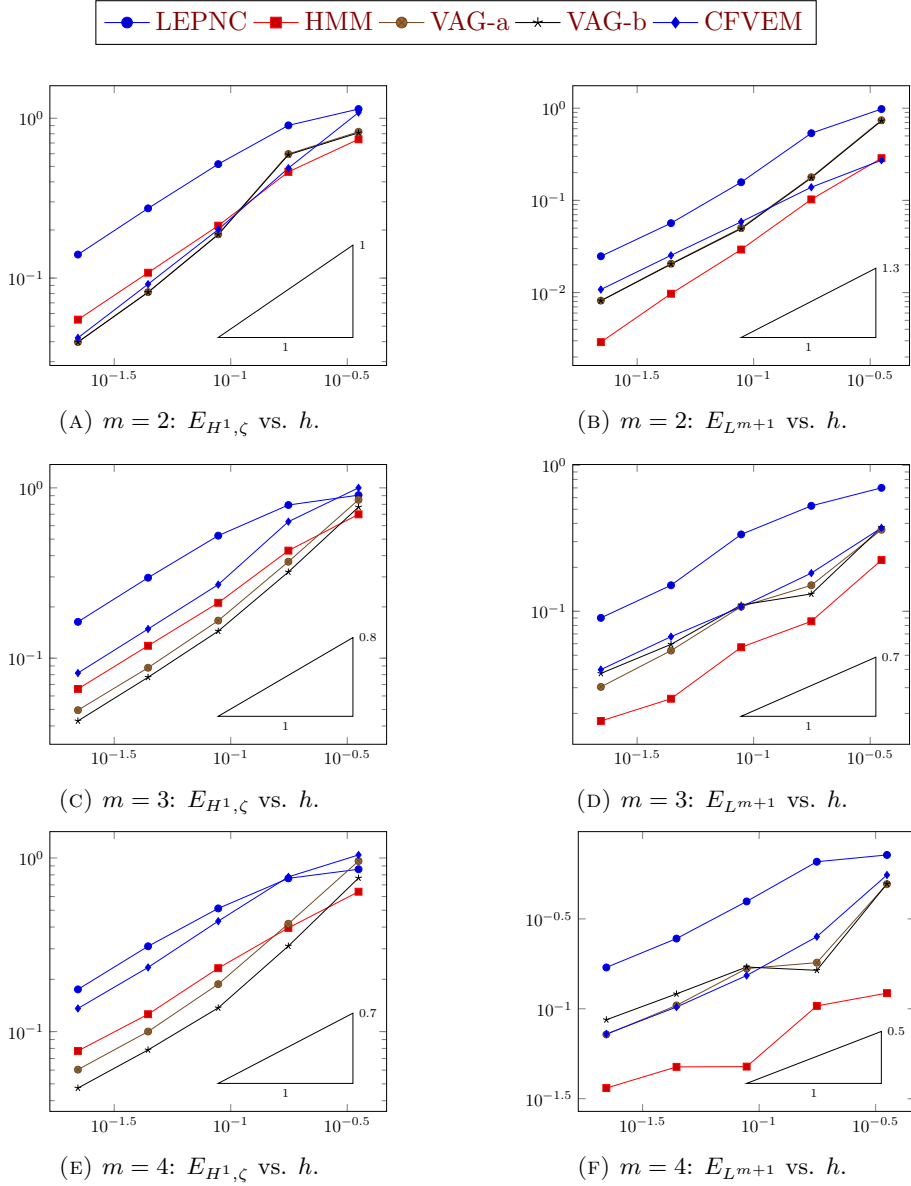 LEPNC HMM VAG-a VAG-b CFVEM
10^0
10^{-1}
1
1
10^{-1.5} 10^{-1} 10^{-0.5}
(A) m = 2: E_{H^1,ζ} vs. h.
10^0
10^{-1}
10^{-2}
1.3
1
10^{-1.5} 10^{-1} 10^{-0.5}
(B) m = 2: E_{L^{m+1}} vs. h.
10^0
10^{-1}
0.8
1
10^{-1.5} 10^{-1} 10^{-0.5}
(C) m = 3: E_{H^1,ζ} vs. h.
10^0
10^{-1}
0.7
1
10^{-1.5} 10^{-1} 10^{-0.5}
(D) m = 3: E_{L^{m+1}} vs. h.
10^0
10^{-1}
0.7
1
10^{-1.5} 10^{-1} 10^{-0.5}
(E) m = 4: E_{H^1,ζ} vs. h.
10^{-0.5}
10^{-1}
10^{-1.5}
0.5
1
10^{-1.5} 10^{-1} 10^{-0.5}
(F) m = 4: E_{L^{m+1}} vs. h.